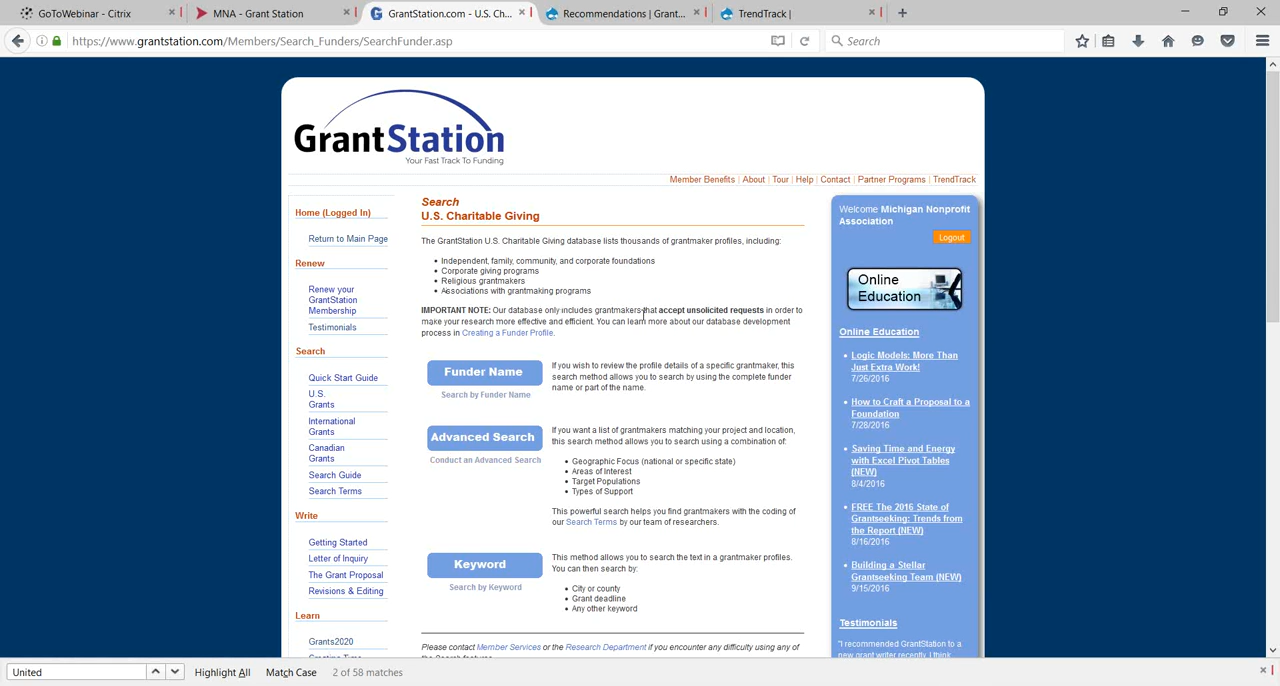 GoToWebinar - Citrix
MNA - Grant Station
GrantStation.com - U.S. Ch...
Recommendations | Grant...
TrendTrack |
https://www.grantstation.com/Members/Search_Funders/SearchFunder.asp
Search
GrantStation
Your Fast Track To Funding
Member Benefits | About | Tour | Help | Contact | Partner Programs | TrendTrack
Home (Logged In)
Return to Main Page
Renew
Renew your
GrantStation
Membership
Testimonials
Search
Quick Start Guide
U.S.
Grants
International
Grants
Canadian
Grants
Search Guide
Search Terms
Write
Getting Started
Letter of Inquiry
The Grant Proposal
Revisions & Editing
Learn
Grants2020
Search
U.S. Charitable Giving
The GrantStation U.S. Charitable Giving database lists thousands of grantmaker profiles, including:
Independent, family, community, and corporate foundations
Corporate giving programs
Religious grantmakers
Associations with grantmaking programs
IMPORTANT NOTE: Our database only includes grantmakers that accept unsolicited requests in order to
make your research more effective and efficient. You can learn more about our database development
process in Creating a Funder Profile.
Funder Name
Search by Funder Name
If you wish to review the profile details of a specific grantmaker, this
search method allows you to search by using the complete funder
name or part of the name.
Advanced Search
Conduct an Advanced Search
If you want a list of grantmakers matching your project and location,
this search method allows you to search using a combination of:
Geographic Focus (national or specific state)
Areas of Interest
Target Populations
Types of Support
This powerful search helps you find grantmakers with the coding of
our Search Terms by our team of researchers.
Keyword
Search by Keyword
This method allows you to search the text in a grantmaker profiles.
You can then search by:
City or county
Grant deadline
Any other keyword
Please contact Member Services or the Research Department if you encounter any difficulty using any of
Welcome Michigan Nonprofit
Association
Logout
Online
Education
Online Education
Logic Models: More Than
Just Extra Work!
7/26/2016
How to Craft a Proposal to a
Foundation
7/28/2016
Saving Time and Energy
with Excel Pivot Tables
(NEW)
8/4/2016
FREE The 2016 State of
Grantseeking: Trends from
the Report (NEW)
8/16/2016
Building a Stellar
Grantseeking Team (NEW)
9/15/2016
Testimonials
"I recommended GrantStation to a
new grant writer recently. I think
United
Highlight All
Match Case
2 of 58 matches